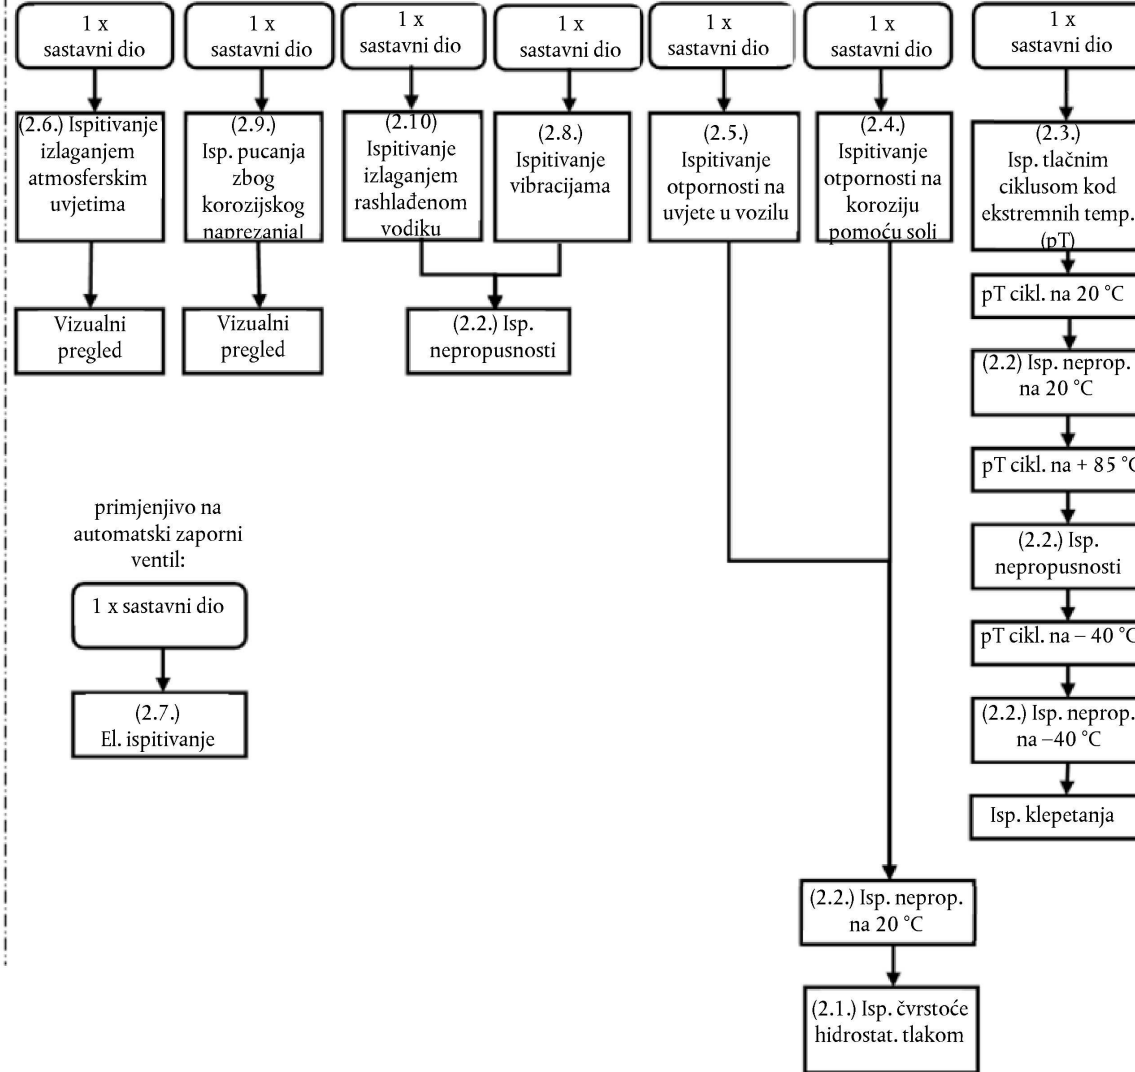 1 x
sastavni dio
1 x
sastavni dio
1 x
sastavni dio
1 x
sastavni dio
1 x
sastavni dio
1 x
sastavni dio
1 x
sastavni dio
(2.6.) Ispitivanje
izlaganjem
atmosferskim
uvjetima
(2.9.)
Isp. pucanja
zbog
korozijskog
naprezanja
(2.10)
Ispitivanje
izlaganjem
rashlađenom
vodiku
(2.8.)
Ispitivanje
vibracijama
(2.5.)
Ispitivanje
otpornosti na
uvjete u vozilu
(2.4.)
Ispitivanje
otpornosti na
koroziju
pomoću soli
(2.3.)
Isp. tlačnim
ciklusom kod
ekstremnih temp.
(pT)
Vizualni
pregled
Vizualni
pregled
(2.2.) Isp.
nepropusnosti
pT cikl. na 20 °C
(2.2) Isp. neprop.
na 20 °C
pT cikl. na + 85 °C
(2.2.) Isp.
nepropusnosti
pT cikl. na – 40 °C
(2.2.) Isp. neprop.
na –40 °C
Isp. klepetanja
primjenjivo na
automatski zaporni
ventil:
1 x sastavni dio
(2.7.)
El. ispitivanje
(2.2.) Isp. neprop.
na 20 °C
(2.1.) Isp. čvrstoće
hidrostat. tlakom